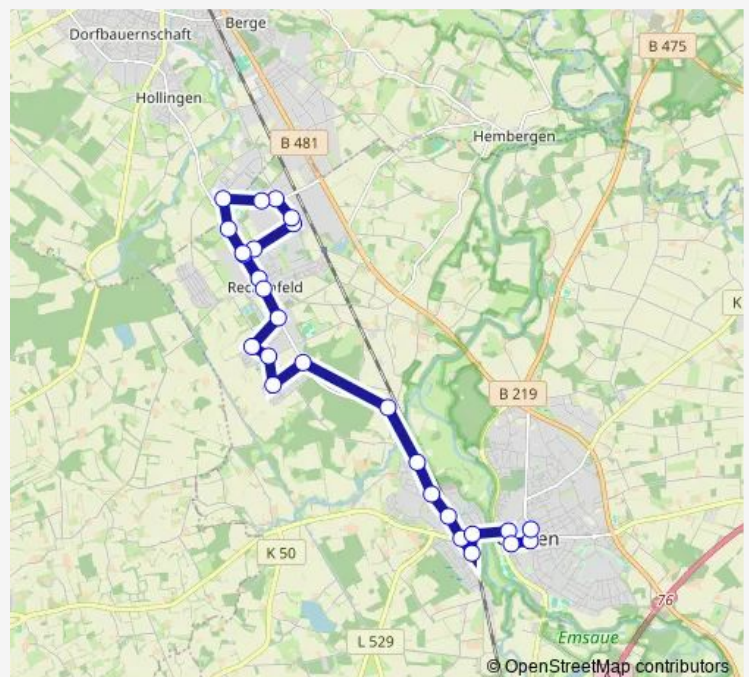 Berge
Dorfbauernschaft
B 475
Hollingen
Hembergen
B 481
K
B 219
K 50
76
L 529
Emsaue
© OpenStreetMap contributors